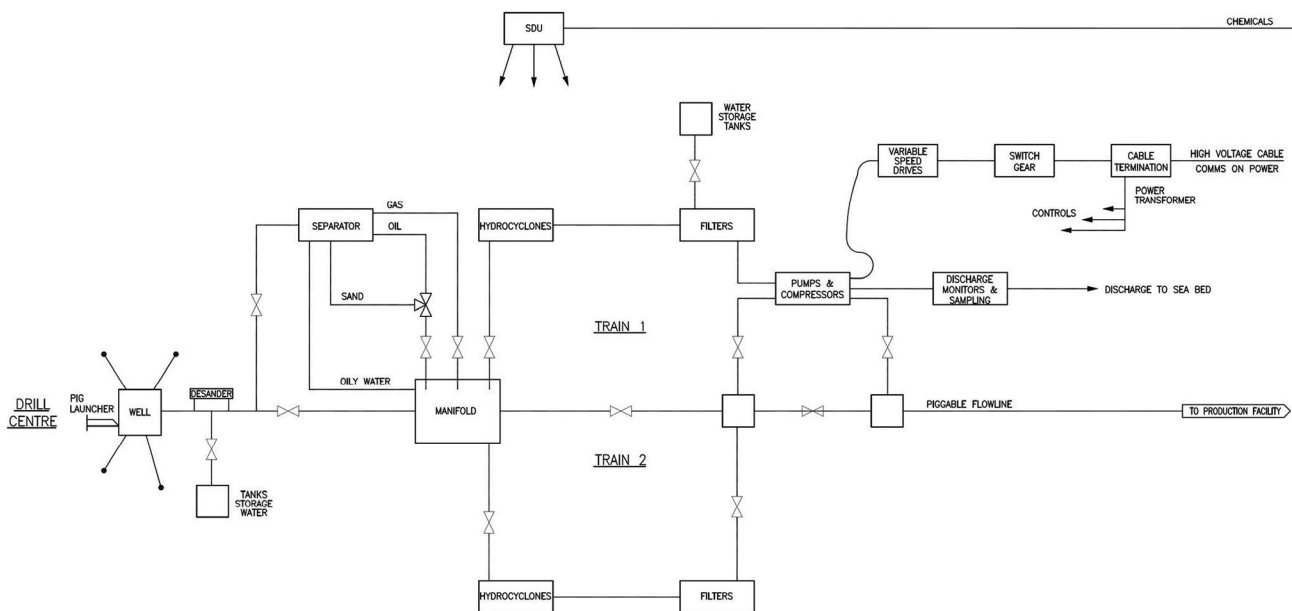 SDU
CHEMICALS
WATER
STORAGE
TANKS
VARIABLE
SPEED
DRIVES
SWITCH
GEAR
CABLE
TERMINATION
HIGH VOLTAGE CABLE
COMMS ON POWER
POWER
TRANSFORMER
CONTROLS
GAS
SEPARATOR
OIL
HYDROCYCLONES
FILTERS
SAND
PUMPS &
COMPRESSORS
DISCHARGE
MONITORS &
SAMPLING
DISCHARGE TO SEA BED
TRAIN 1
OILY WATER
DESANDER
PIG
LAUNCHER
DRILL
CENTRE
WELL
MANIFOLD
PIGGABLE FLOWLINE
TO PRODUCTION FACILITY
TRAIN 2
TANKS
STORAGE
WATER
HYDROCYCLONES
FILTERS